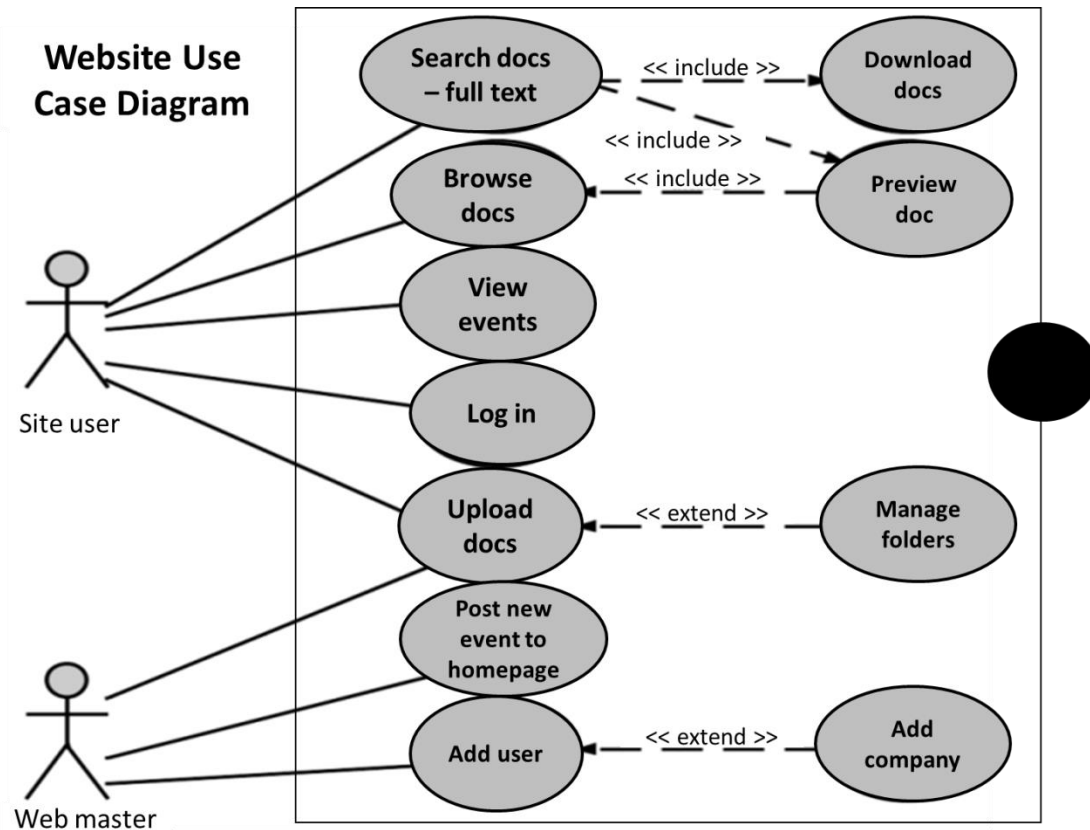 Website Use
Case Diagram
Search docs
– full text
<< include >>
Download
docs
<< include >>
Browse
docs
<< include >>
Preview
doc
View
events
Site user
Log in
Upload
docs
<< extend >>
Manage
folders
Post new
event to
homepage
Add user
<< extend >>
Add
company
Web master